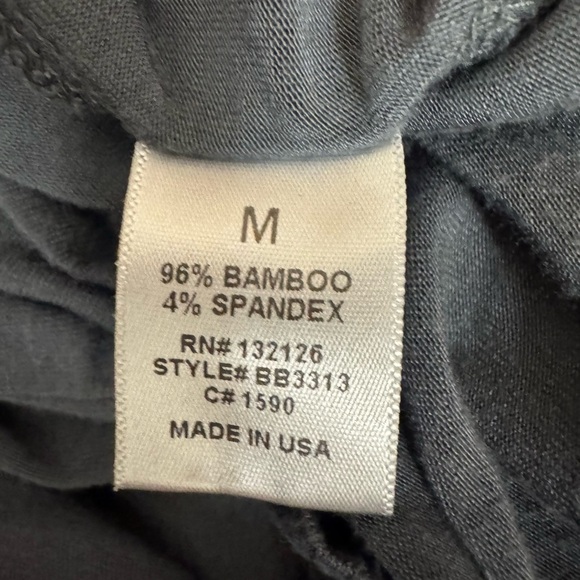 M
96% BAMBOO
4% SPANDEX
RN# 132126
STYLE# BB3313
C# 1590
MADE IN USA